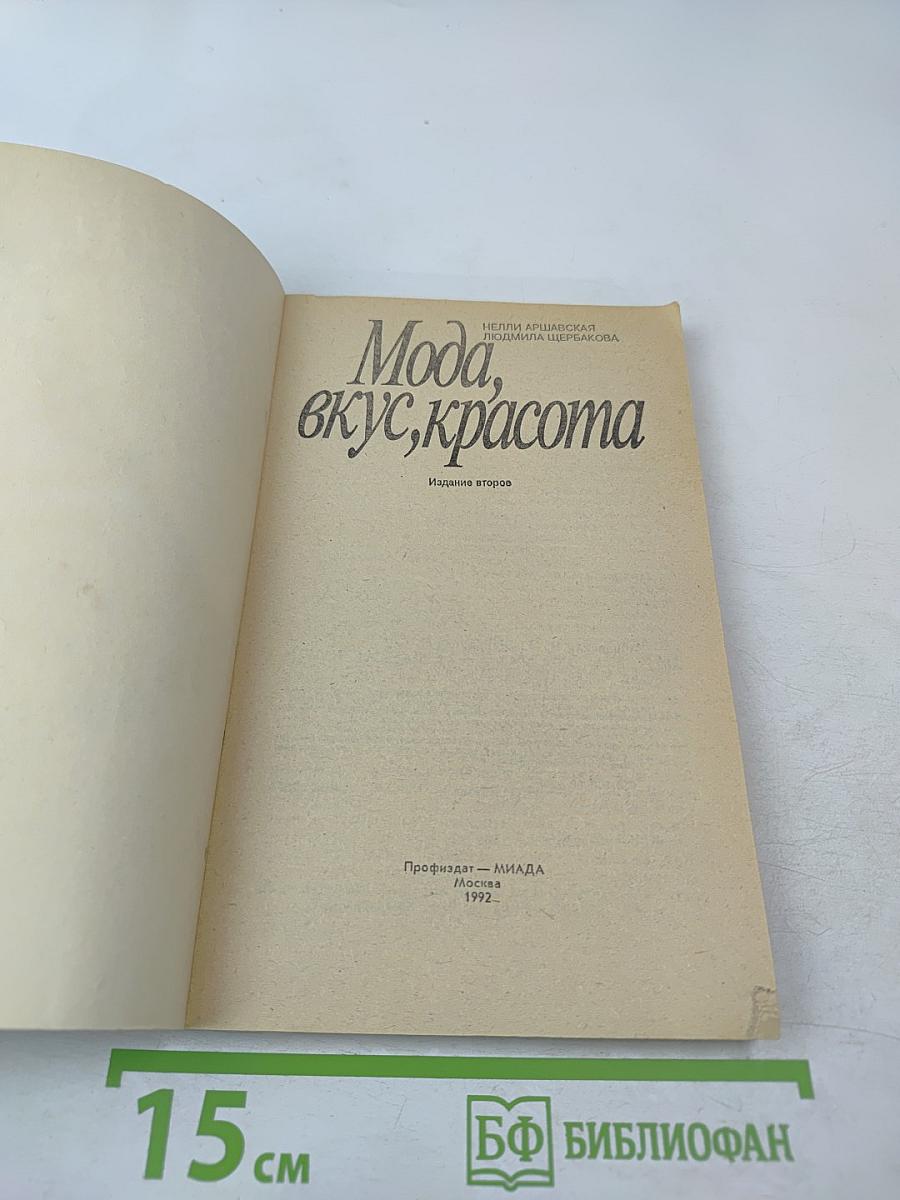 НЕЛЛИ АРШАВСКАЯ
ЛЮДМИЛА ЩЕРБАКОВА
Мода,
вкус, красота
Издание второе
Профиздат — МИАДА
Москва
1992
15 см
БФ БИБЛИОФАН